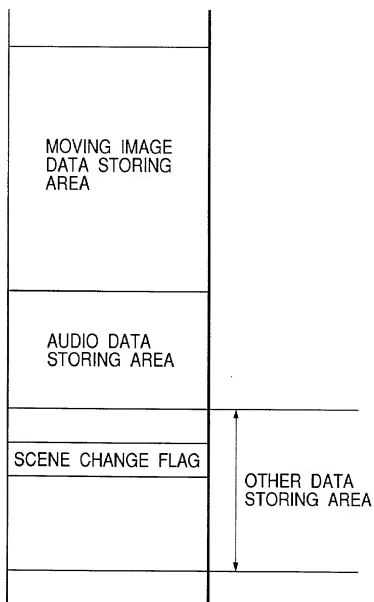 MOVING IMAGE
DATA STORING
AREA
AUDIO DATA
STORING AREA
SCENE CHANGE FLAG
OTHER DATA
STORING AREA